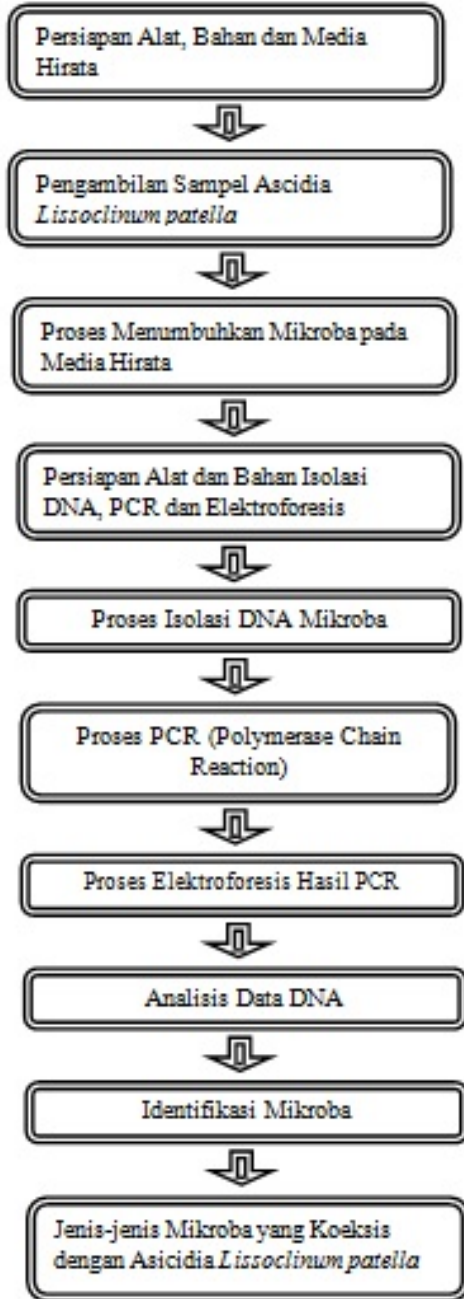 Persiapan Alat, Bahan dan Media
Hirata
Pengambilan Sampel Ascidia
Lissoclinum patella
Proses Menumbuhkan Mikroba pada
Media Hirata
Persiapan Alat dan Bahan Isolasi
DNA, PCR dan Elektroforesis
Proses Isolasi DNA Mikroba
Proses PCR (Polymerase Chain
Reaction)
Proses Elektroforesis Hasil PCR
Analisis Data DNA
Identifikasi Mikroba
Jenis-jenis Mikroba yang Koeksis
dengan Asicidia Lissoclinum patella